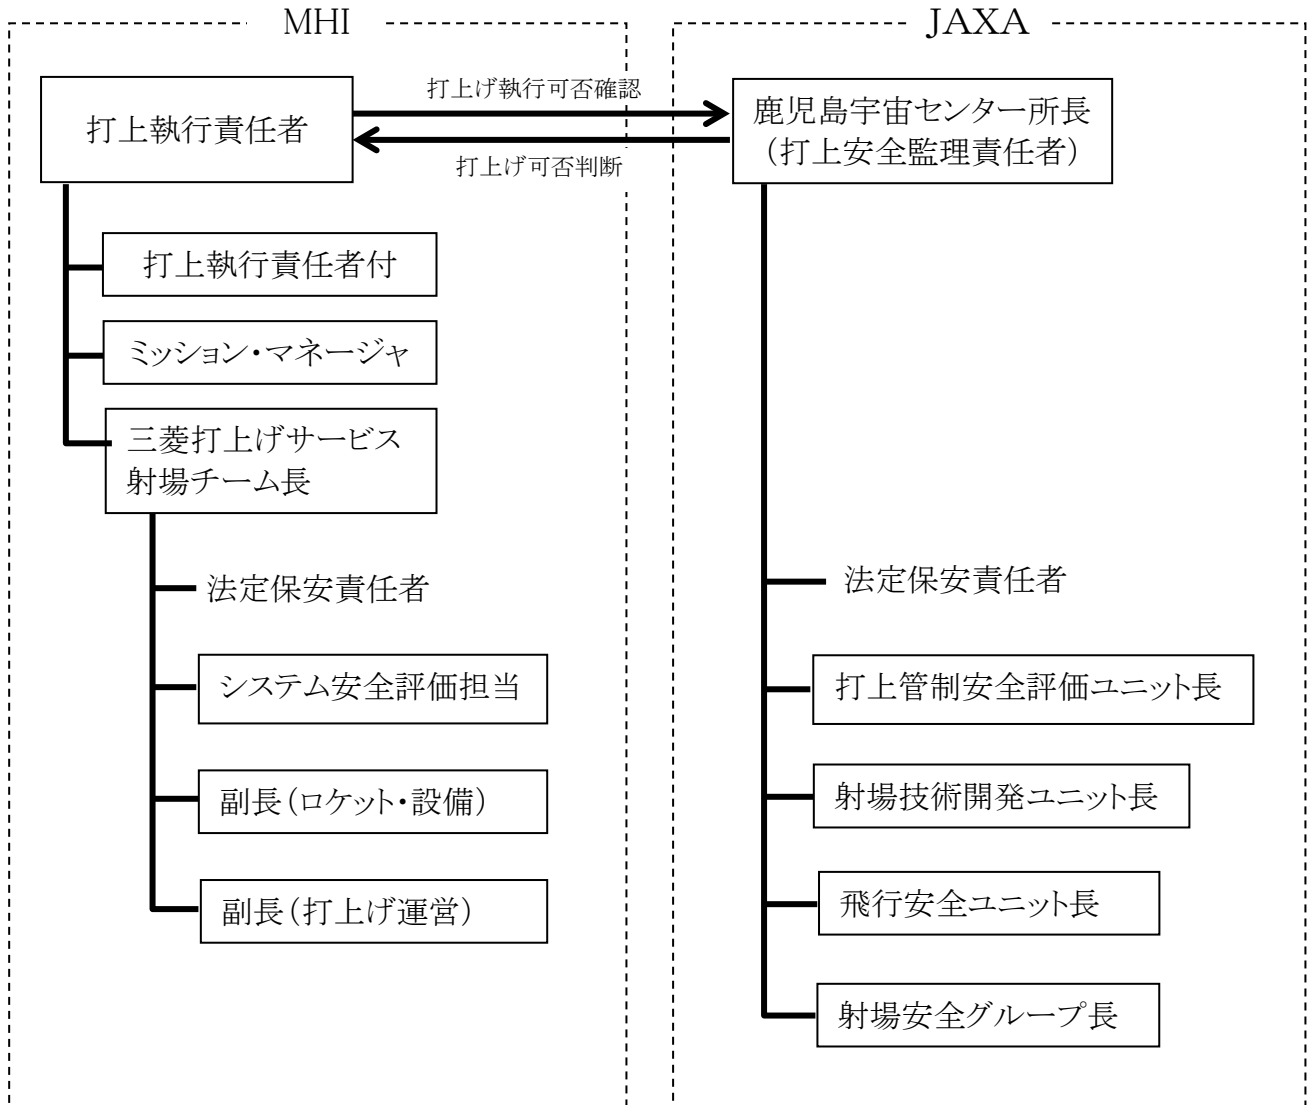 MHI
JAXA
打上執行責任者
打上げ執行可否確認
打上げ可否判断
鹿児島宇宙センター所長
(打上安全監理責任者)
打上執行責任者付
ミッション・マネージャ
三菱打上げサービス
射場チーム長
法定保安責任者
システム安全評価担当
副長(ロケット・設備)
副長(打上げ運営)
法定保安責任者
打上管制安全評価ユニット長
射場技術開発ユニット長
飛行安全ユニット長
射場安全グループ長